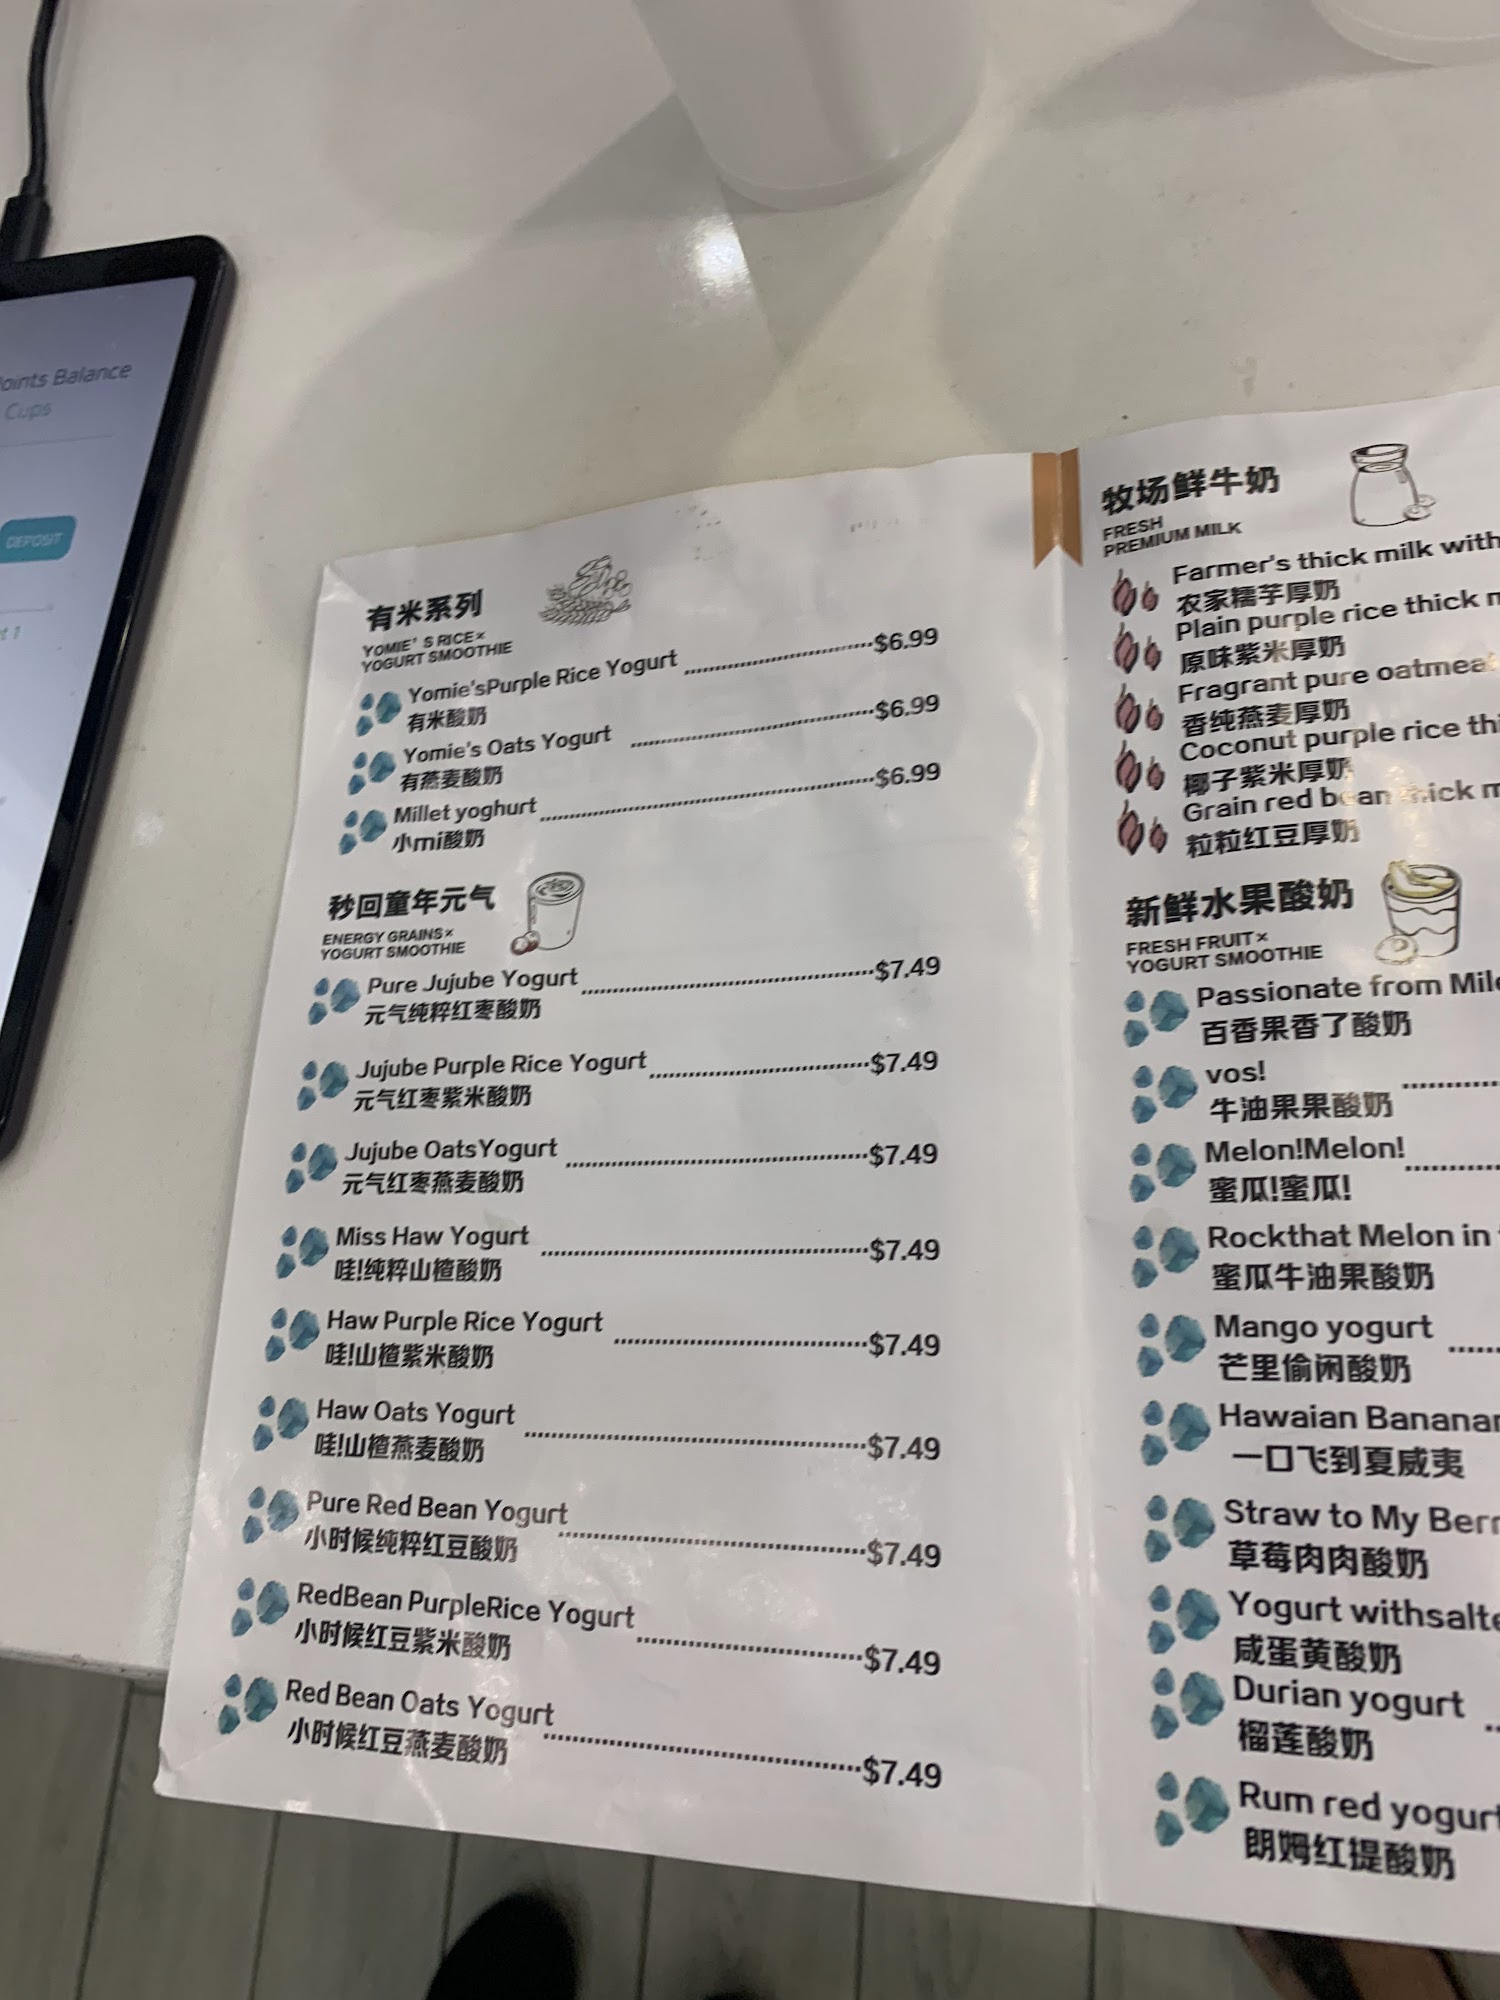 oints Balance
Cups
DEPOSIT
有米系列
YOMIE'S RICE×
YOGURT SMOOTHIE
Yomie'sPurple Rice Yogurt $6.99
有米酸奶
Yomie's Oats Yogurt $6.99
有燕麦酸奶
Millet yoghurt $6.99
小mi酸奶
秒回童年元气
ENERGY GRAINS×
YOGURT SMOOTHIE
Pure Jujube Yogurt $7.49
元气纯粹红枣酸奶
Jujube Purple Rice Yogurt $7.49
元气红枣紫米酸奶
Jujube OatsYogurt $7.49
元气红枣燕麦酸奶
Miss Haw Yogurt $7.49
哇!纯粹山楂酸奶
Haw Purple Rice Yogurt $7.49
哇!山楂紫米酸奶
Haw Oats Yogurt $7.49
哇!山楂燕麦酸奶
Pure Red Bean Yogurt $7.49
小时候纯粹红豆酸奶
RedBean PurpleRice Yogurt $7.49
小时候红豆紫米酸奶
Red Bean Oats Yogurt $7.49
小时候红豆燕麦酸奶
牧场鲜牛奶
FRESH
PREMIUM MILK
Farmer's thick milk with
农家糯芋厚奶
Plain purple rice thick
原味紫米厚奶
Fragrant pure oatmeal
香纯燕麦厚奶
Coconut purple rice thi
椰子紫米厚奶
Grain red bean thick m
粒粒红豆厚奶
新鲜水果酸奶
FRESH FRUIT×
YOGURT SMOOTHIE
Passionate from Mile
百香果香了酸奶
vos!
牛油果果酸奶
Melon!Melon!
蜜瓜!蜜瓜!
Rockthat Melon in
蜜瓜牛油果酸奶
Mango yogurt
芒里偷闲酸奶
Hawaian Banana
一口飞到夏威夷
Straw to My Berr
草莓肉肉酸奶
Yogurt withsalte
咸蛋黄酸奶
Durian yogurt
榴莲酸奶
Rum red yogurt
朗姆红提酸奶